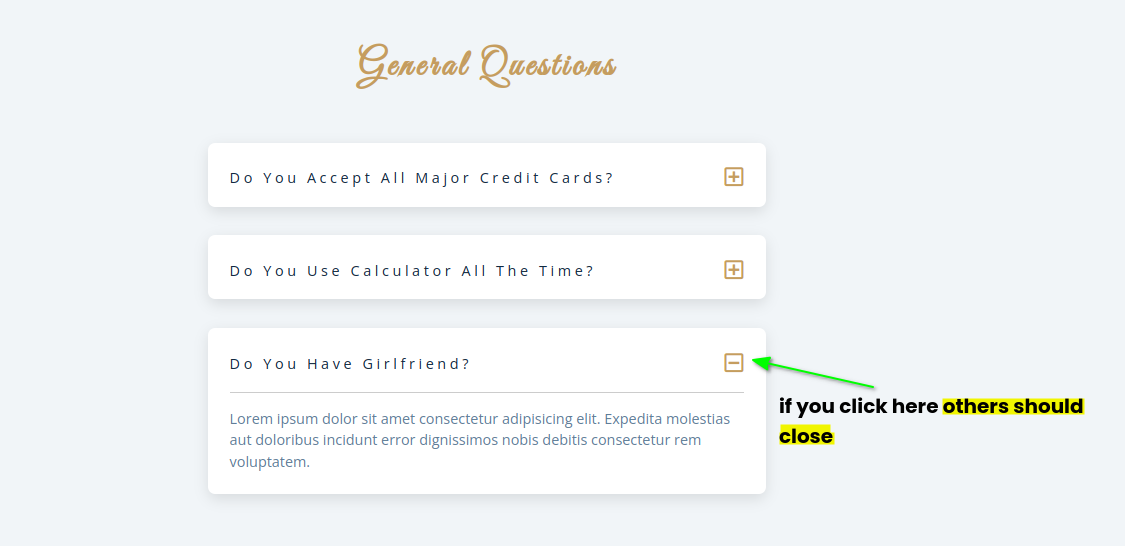 General Questions
Do You Accept All Major Credit Cards?
Do You Use Calculator All The Time?
Do You Have Girlfriend?
if you click here others should
close
Lorem ipsum dolor sit amet consectetur adipisicing elit. Expedita molestias
aut doloribus incidunt error dignissimos nobis debitis consectetur rem
voluptatem.